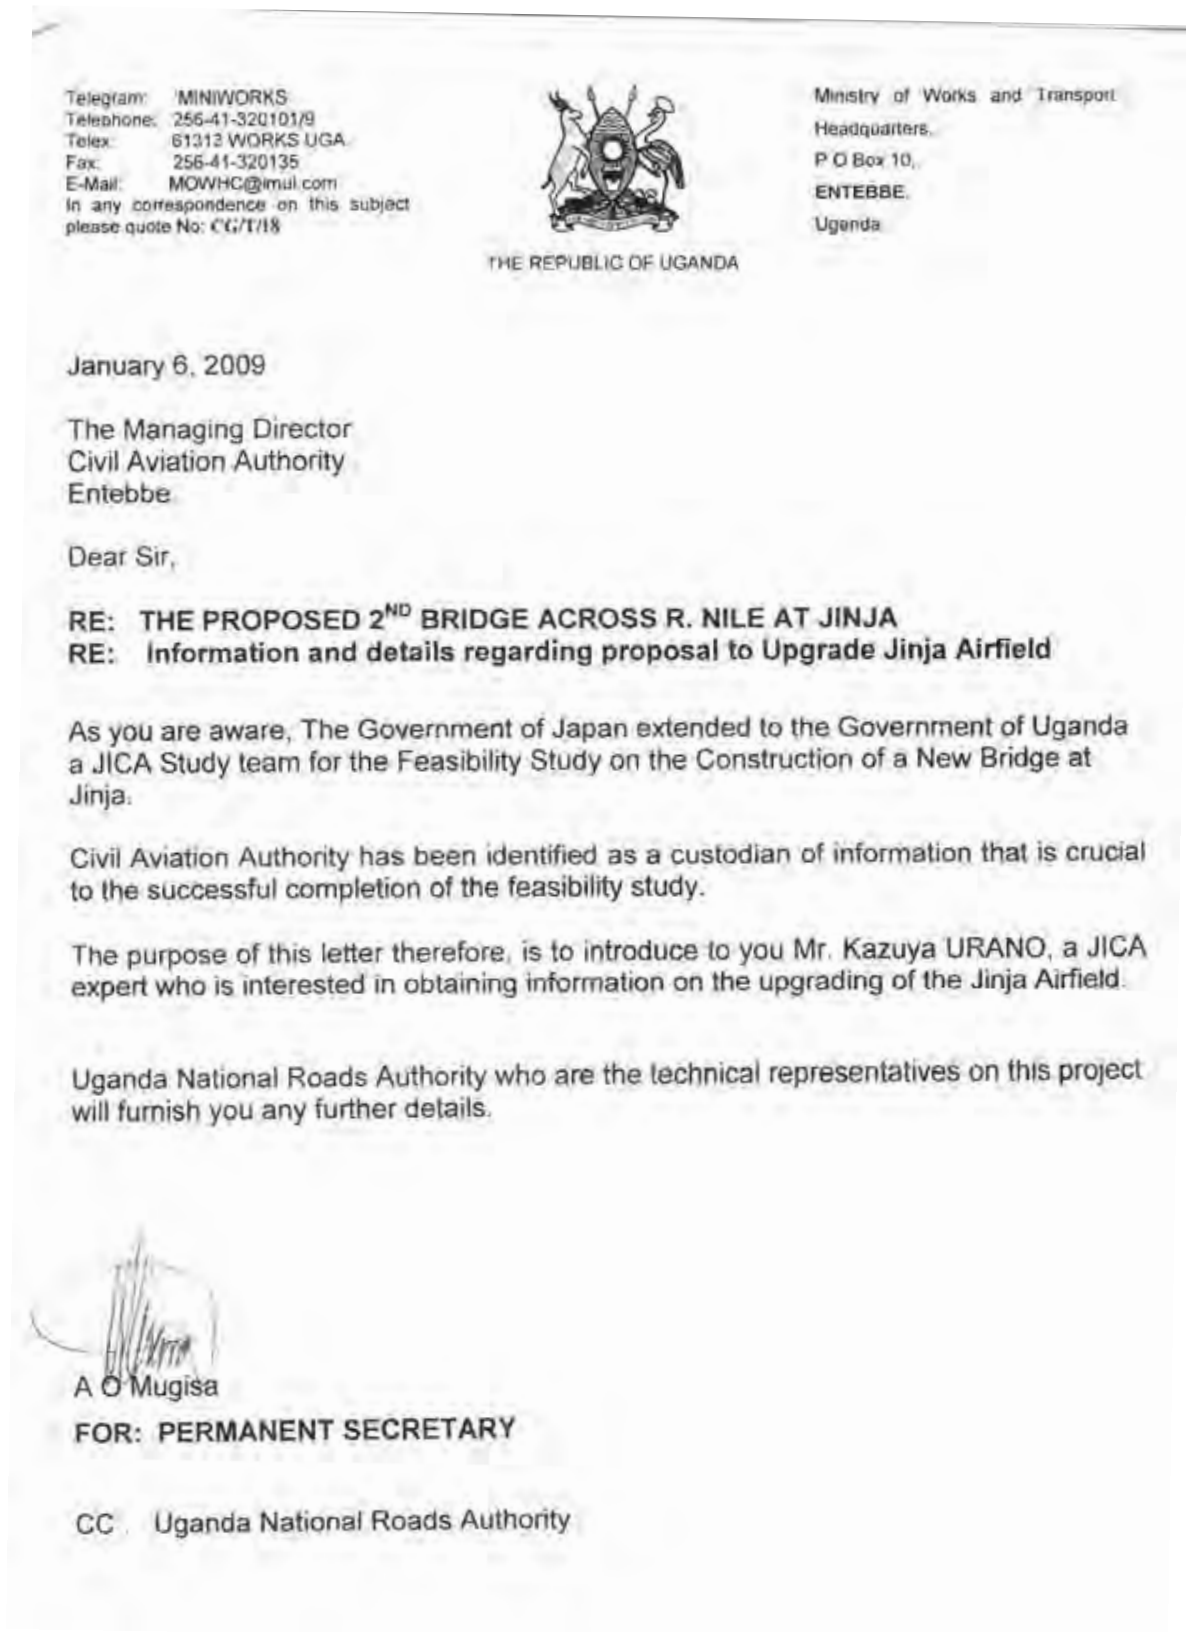 Telegram: 'MINIWORKS
Telephone: 256-41-320101/9
Telex: 61313 WORKS UGA
Fax: 256-41-320135
E-Mail: MOWHC@imul.com
In any correspondence on this subject
please quote No: CG/T/18
THE REPUBLIC OF UGANDA
Ministry of Works and Transport
Headquarters,
P O Box 10,
ENTEBBE.
Uganda
January 6, 2009
The Managing Director
Civil Aviation Authority
Entebbe
Dear Sir,
RE: THE PROPOSED 2ND BRIDGE ACROSS R. NILE AT JINJA
RE: Information and details regarding proposal to Upgrade Jinja Airfield
As you are aware, The Government of Japan extended to the Government of Uganda
a JICA Study team for the Feasibility Study on the Construction of a New Bridge at
Jinja.
Civil Aviation Authority has been identified as a custodian of information that is crucial
to the successful completion of the feasibility study.
The purpose of this letter therefore, is to introduce to you Mr. Kazuya URANO, a JICA
expert who is interested in obtaining information on the upgrading of the Jinja Airfield.
Uganda National Roads Authority who are the technical representatives on this project
will furnish you any further details.
A O Mugisa
FOR: PERMANENT SECRETARY
CC. Uganda National Roads Authority